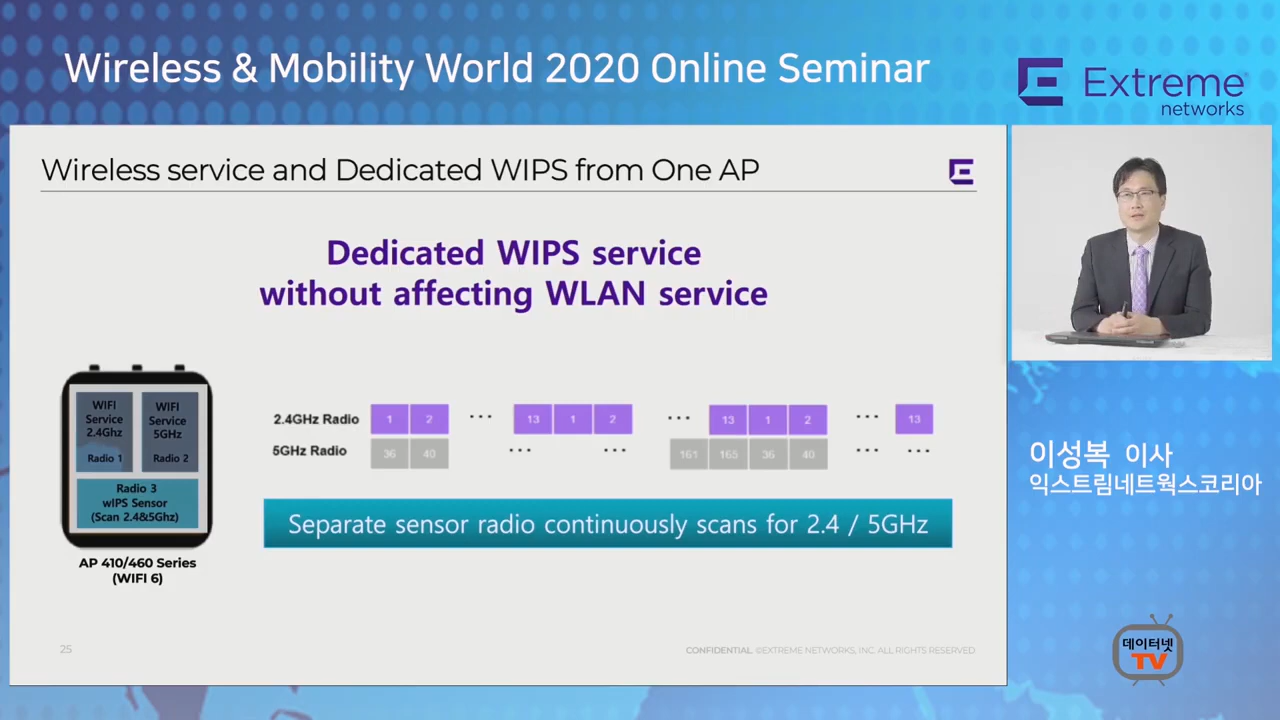 Wireless & Mobility World 2020 Online Seminar
Extreme
networks
Wireless service and Dedicated WIPS from One AP
Dedicated WIPS service
without affecting WLAN service
WIFI
Service
2.4Ghz
Radio 1
WIFI
Service
5GHz
Radio 2
Radio 3
wIPS Sensor
(Scan 2.4&5Ghz)
AP 410/460 Series
(WIFI 6)
2.4GHz Radio 1 2 ··· 13 1 2 ··· 13 1 2 ··· 13
5GHz Radio 36 40 ··· ··· 161 165 36 40 ··· ···
Separate sensor radio continuously scans for 2.4 / 5GHz
25
CONFIDENTIAL. ©EXTREME NETWORKS, INC. ALL RIGHTS RESERVED
이성복 이사
익스트림네트웍스코리아
데이터넷
TV